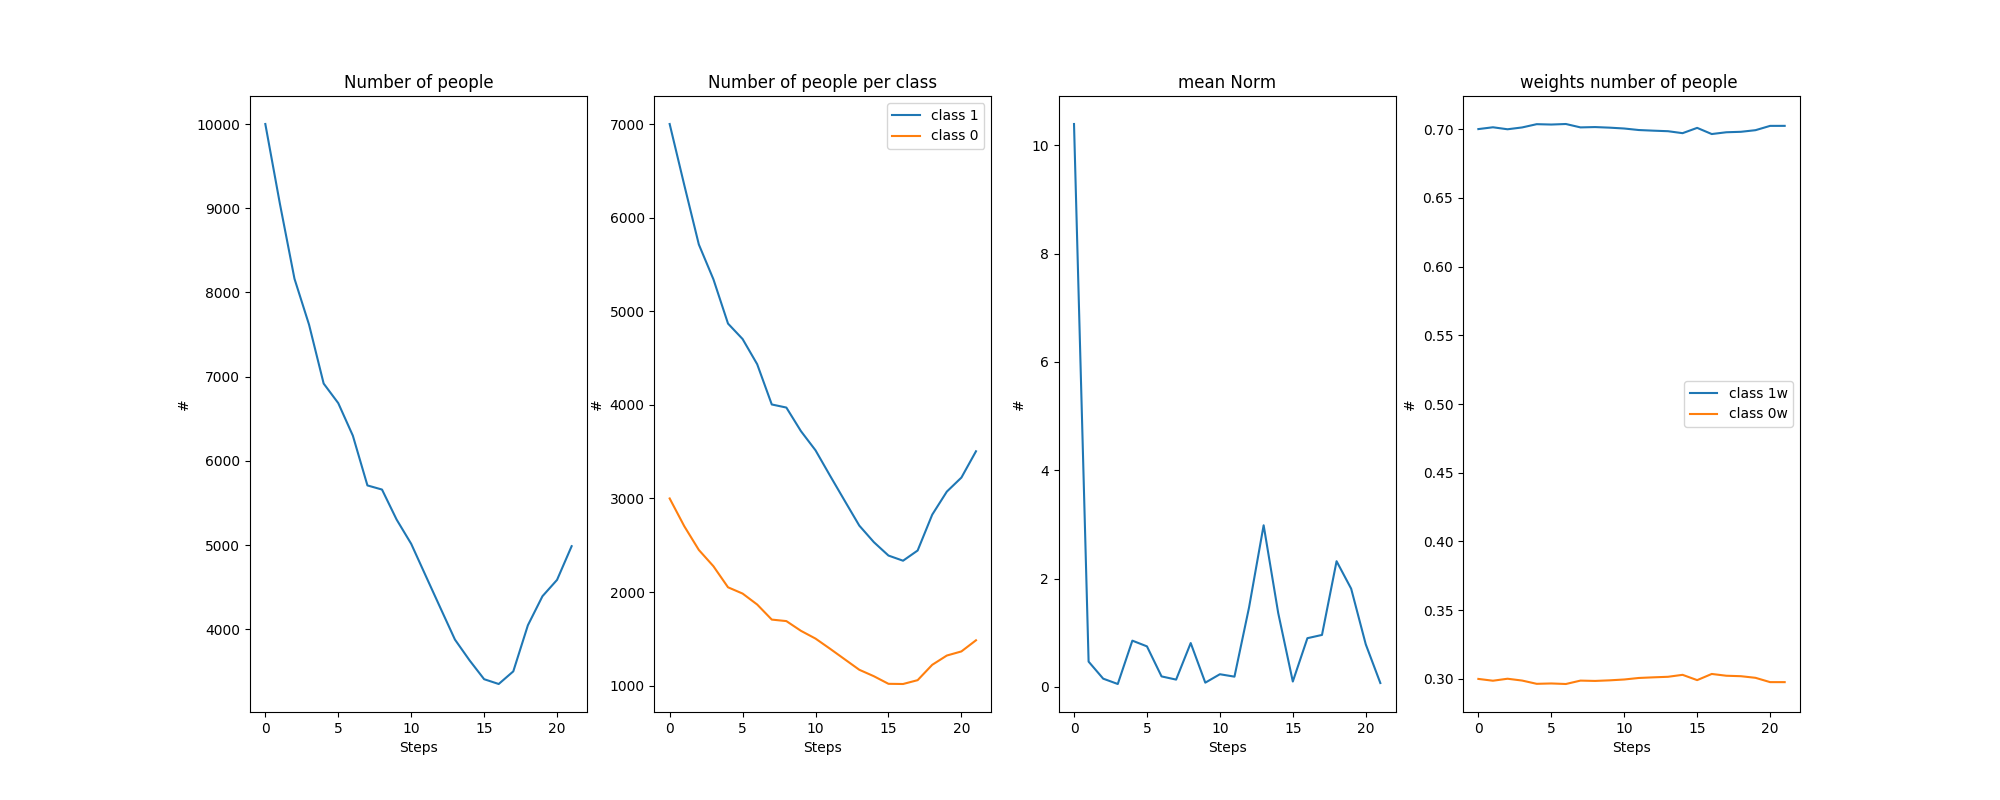 Number of people
10000
9000
8000
7000
6000
5000
4000
#
0 5 10 15 20
Steps
Number of people per class
class 1
class 0
7000
6000
5000
4000
3000
2000
1000
#
0 5 10 15 20
Steps
mean Norm
10
8
6
4
2
0
#
0 5 10 15 20
Steps
weights number of people
0.70
0.65
0.60
0.55
0.50
0.45
0.40
0.35
0.30
#
class 1w
class 0w
0 5 10 15 20
Steps